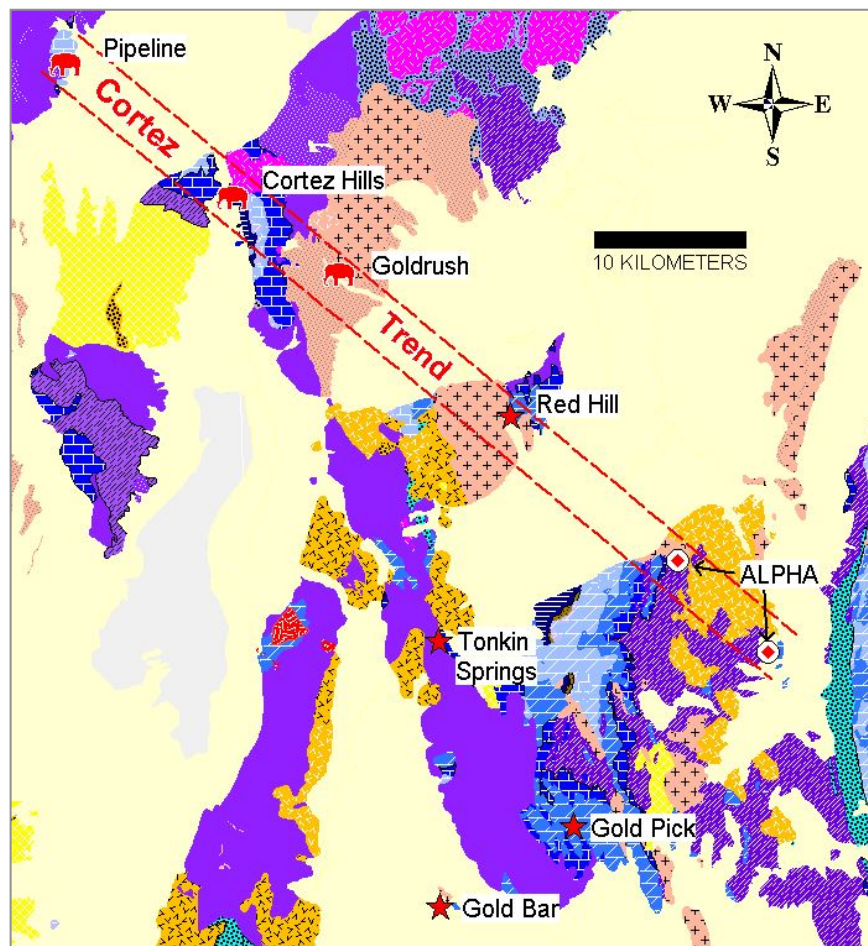 Pipeline
Cortez
N
W E
S
Cortez Hills
10 KILOMETERS
Goldrush
Trend
Red Hill
ALPHA
Tonkin
Springs
Gold Pick
Gold Bar